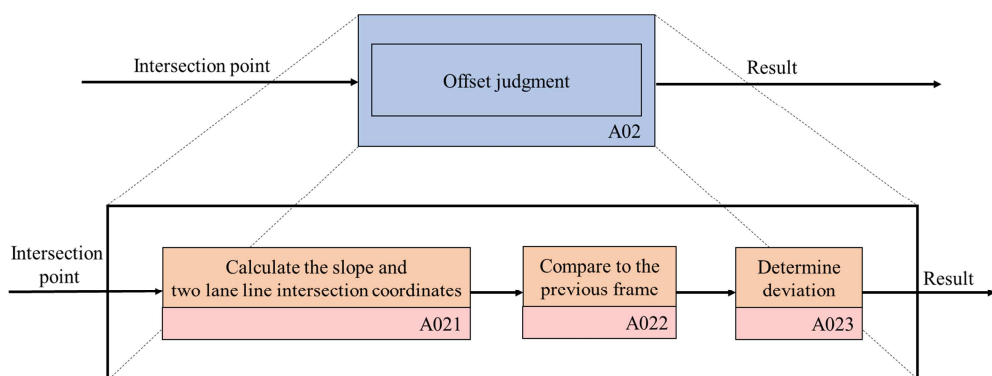 Intersection point
Offset judgment
Result
A02
Intersection
point
Calculate the slope and
two lane line intersection coordinates
A021
Compare to the
previous frame
A022
Determine
deviation
A023
Result